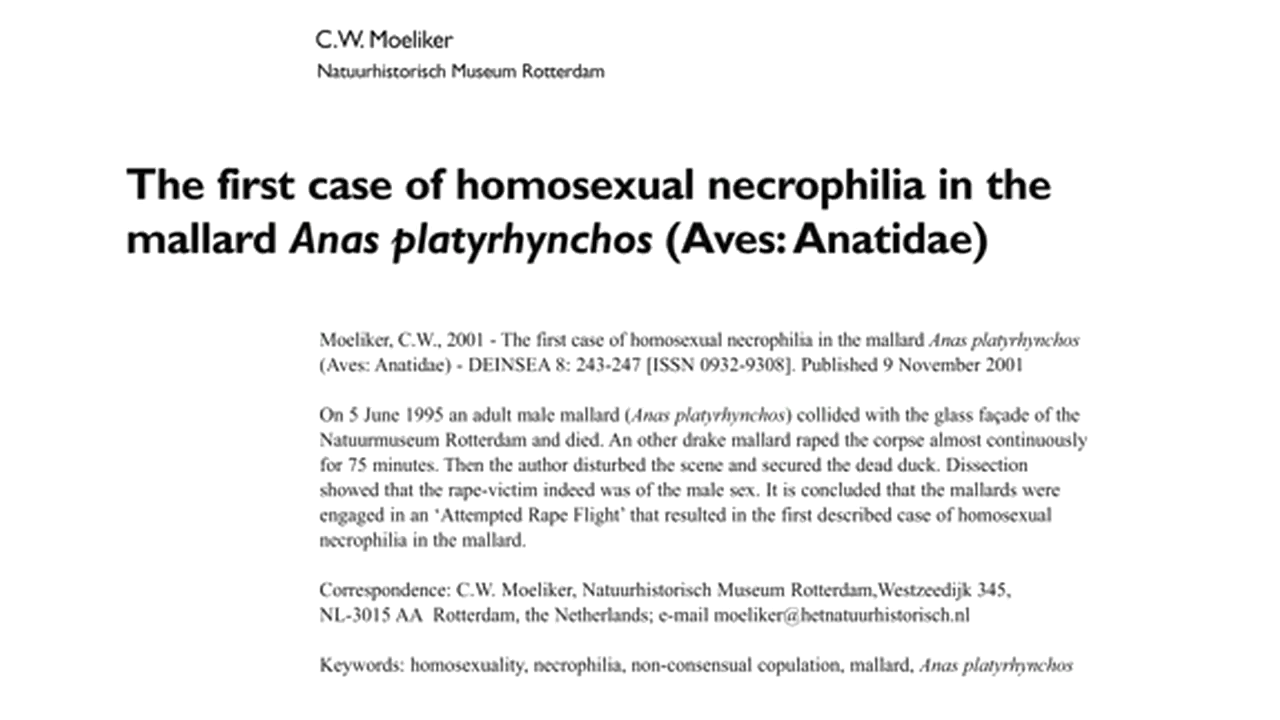 C.W. Moeliker
Natuurhistorisch Museum Rotterdam
The first case of homosexual necrophilia in the
mallard Anas platyrhynchos (Aves: Anatidae)
Moeliker, C.W., 2001 - The first case of homosexual necrophilia in the mallard Anas platyrhynchos
(Aves: Anatidae) - DEINSEA 8: 243-247 [ISSN 0932-9308]. Published 9 November 2001
On 5 June 1995 an adult male mallard (Anas platyrhynchos) collided with the glass façade of the
Natuurmuseum Rotterdam and died. An other drake mallard raped the corpse almost continuously
for 75 minutes. Then the author disturbed the scene and secured the dead duck. Dissection
showed that the rape-victim indeed was of the male sex. It is concluded that the mallards were
engaged in an ‘Attempted Rape Flight’ that resulted in the first described case of homosexual
necrophilia in the mallard.
Correspondence: C.W. Moeliker, Natuurhistorisch Museum Rotterdam,Westzeedijk 345,
NL-3015 AA Rotterdam, the Netherlands; e-mail moeliker@hetnatuurhistorisch.nl
Keywords: homosexuality, necrophilia, non-consensual copulation, mallard, Anas platyrhynchos